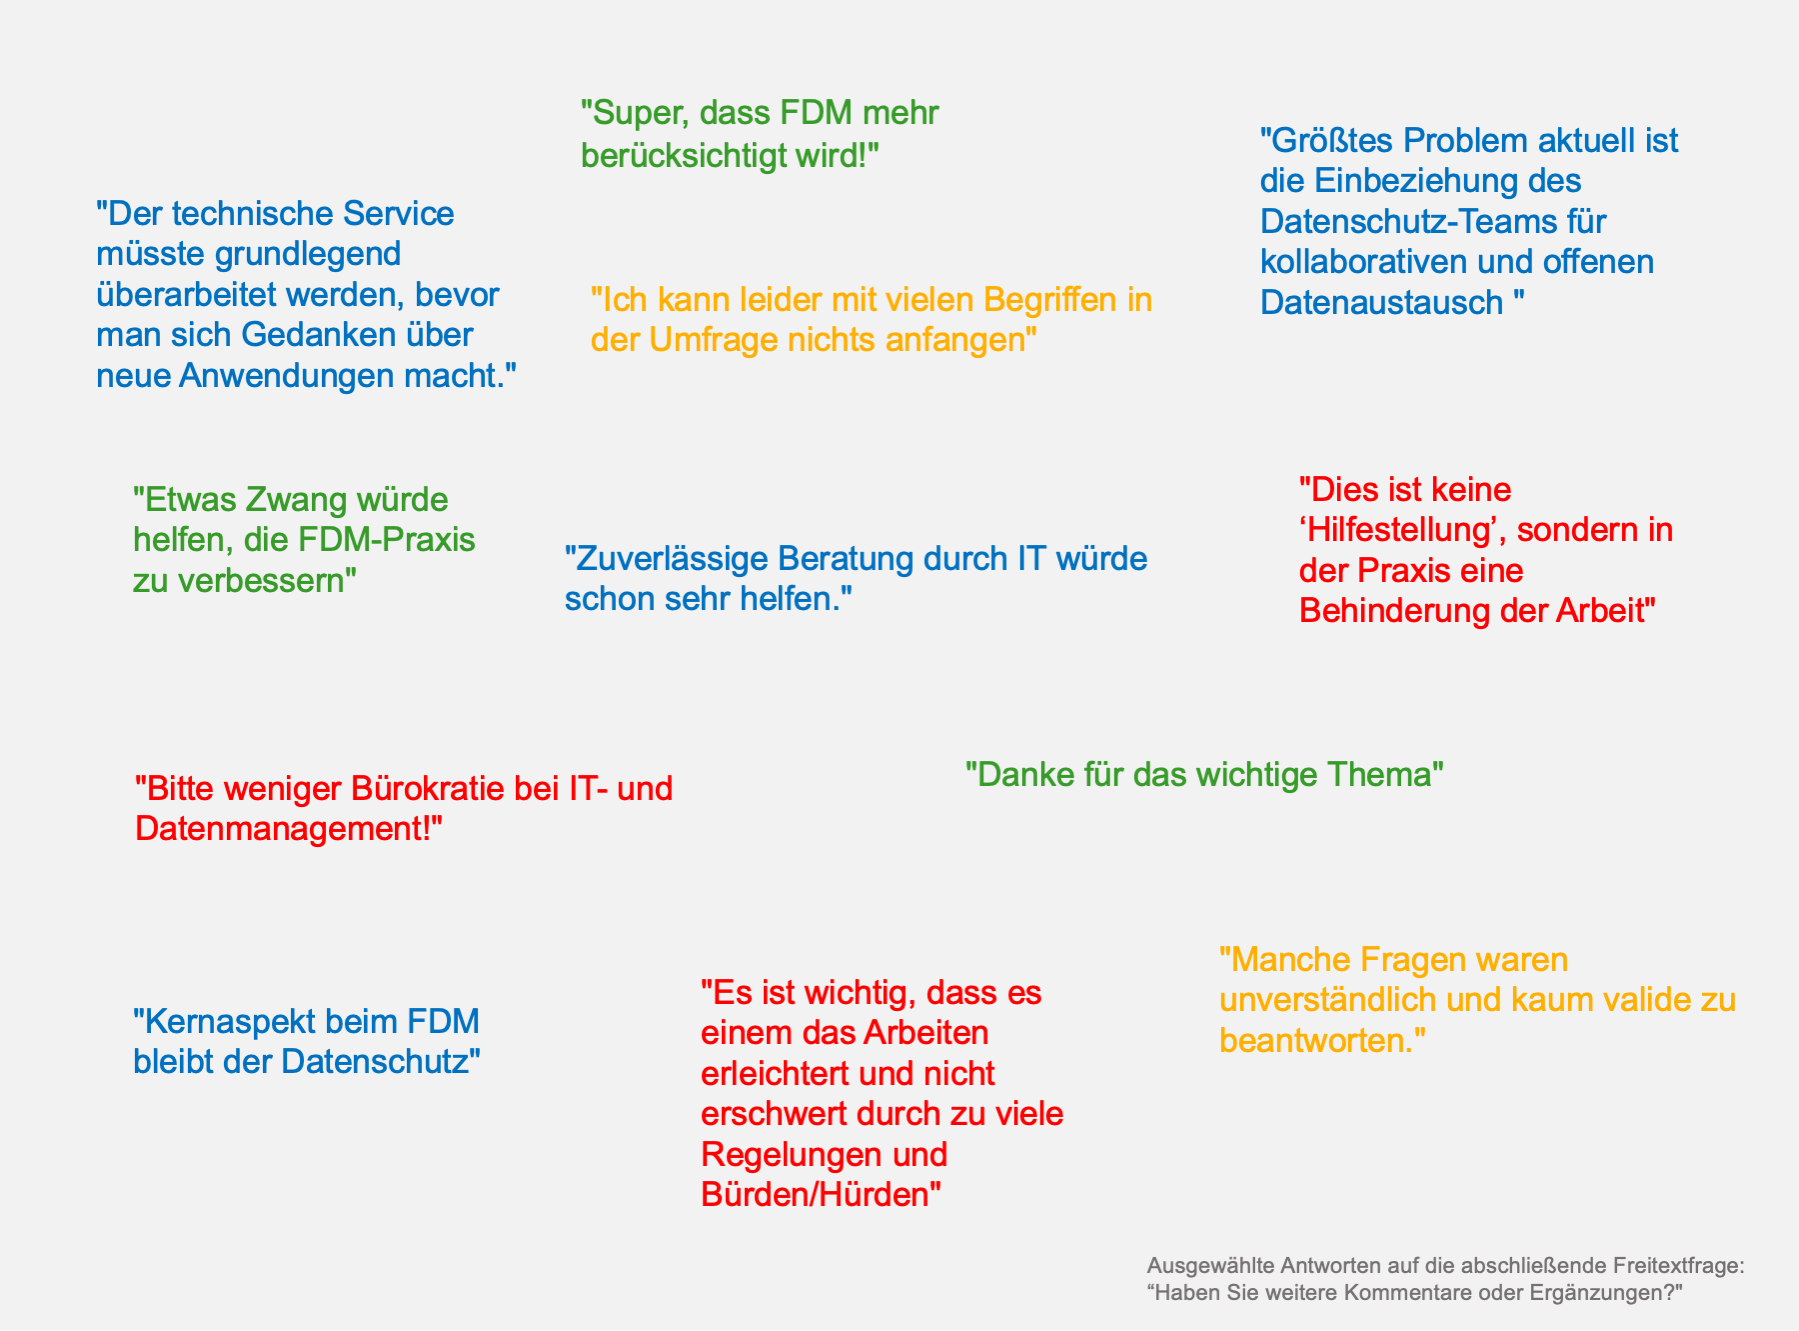 "Super, dass FDM mehr
berücksichtigt wird!"
"Größtes Problem aktuell ist
die Einbeziehung des
Datenschutz-Teams für
kollaborativen und offenen
Datenaustausch "
"Der technische Service
müsste grundlegend
überarbeitet werden, bevor
man sich Gedanken über
neue Anwendungen macht."
"Ich kann leider mit vielen Begriffen in
der Umfrage nichts anfangen"
"Etwas Zwang würde
helfen, die FDM-Praxis
zu verbessern"
"Zuverlässige Beratung durch IT würde
schon sehr helfen."
"Dies ist keine
‘Hilfestellung’, sondern in
der Praxis eine
Behinderung der Arbeit"
"Bitte weniger Bürokratie bei IT- und
Datenmanagement!"
"Danke für das wichtige Thema"
"Kernaspekt beim FDM
bleibt der Datenschutz"
"Es ist wichtig, dass es
einem das Arbeiten
erleichtert und nicht
erschwert durch zu viele
Regelungen und
Bürden/Hürden"
"Manche Fragen waren
unverständlich und kaum valide zu
beantworten."
Ausgewählte Antworten auf die abschließende Freitextfrage:
“Haben Sie weitere Kommentare oder Ergänzungen?"